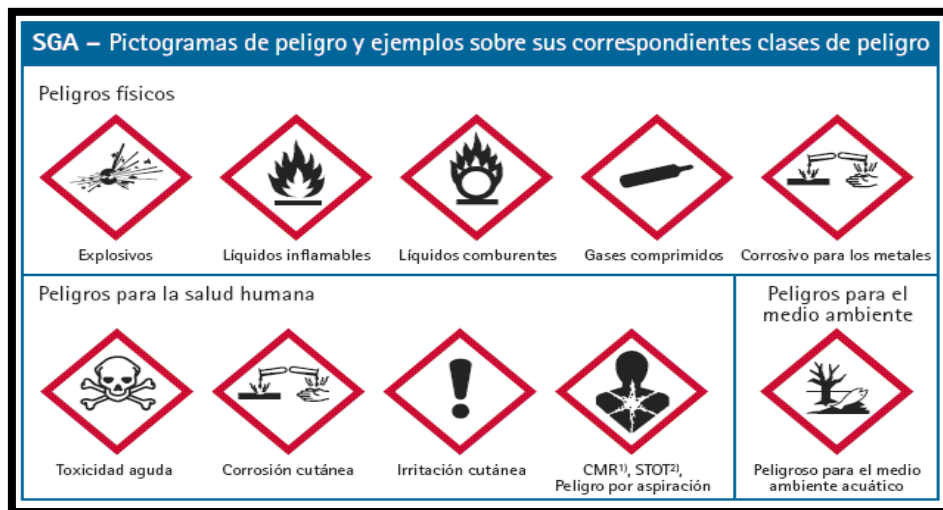 SGA – Pictogramas de peligro y ejemplos sobre sus correspondientes clases de peligro
Peligros físicos
Explosivos
Líquidos inflamables
Líquidos comburentes
Gases comprimidos
Corrosivo para los metales
Peligros para la salud humana
Toxicidad aguda
Corrosión cutánea
Irritación cutánea
CMR¹⁾, STOT²⁾,
Peligro por aspiración
Peligros para el
medio ambiente
Peligroso para el medio
ambiente acuático